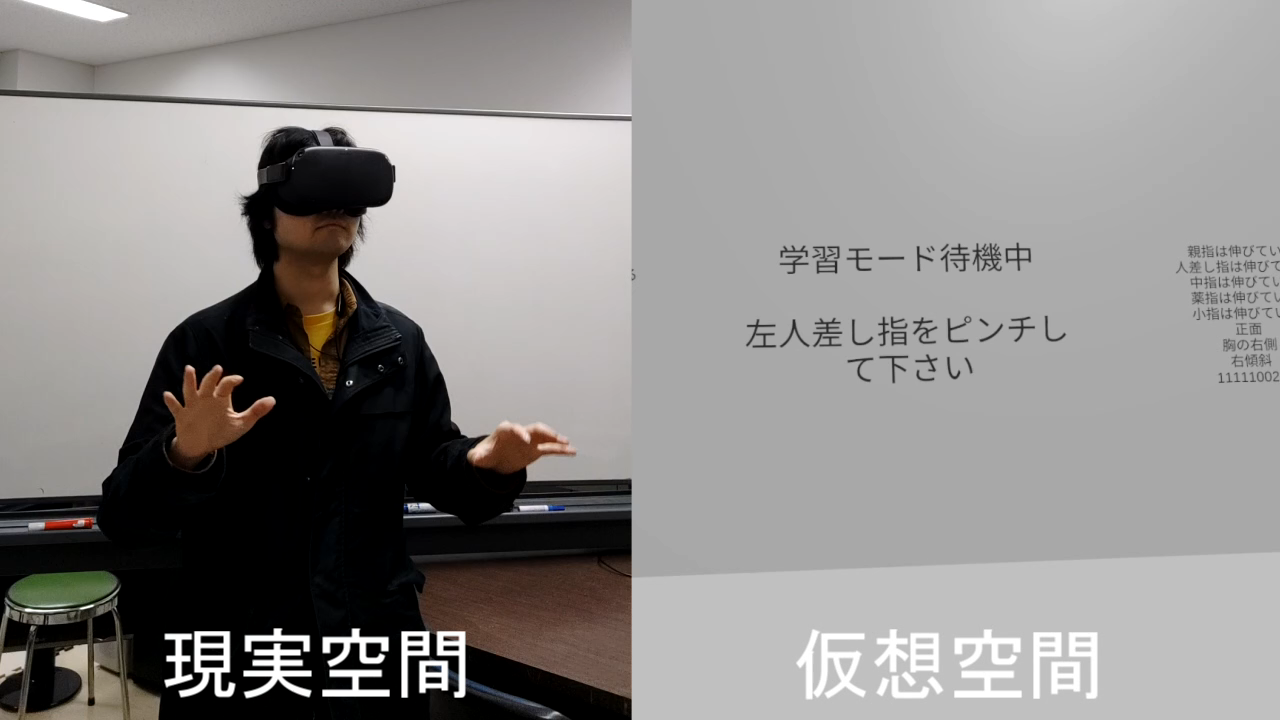 学習モード待機中
左人差し指をピンチし
て下さい
親指は伸びてい
人差し指は伸びて
中指は伸びてい
薬指は伸びてい
小指は伸びてい
正面
胸の右側
右傾斜
11111002
現実空間
仮想空間